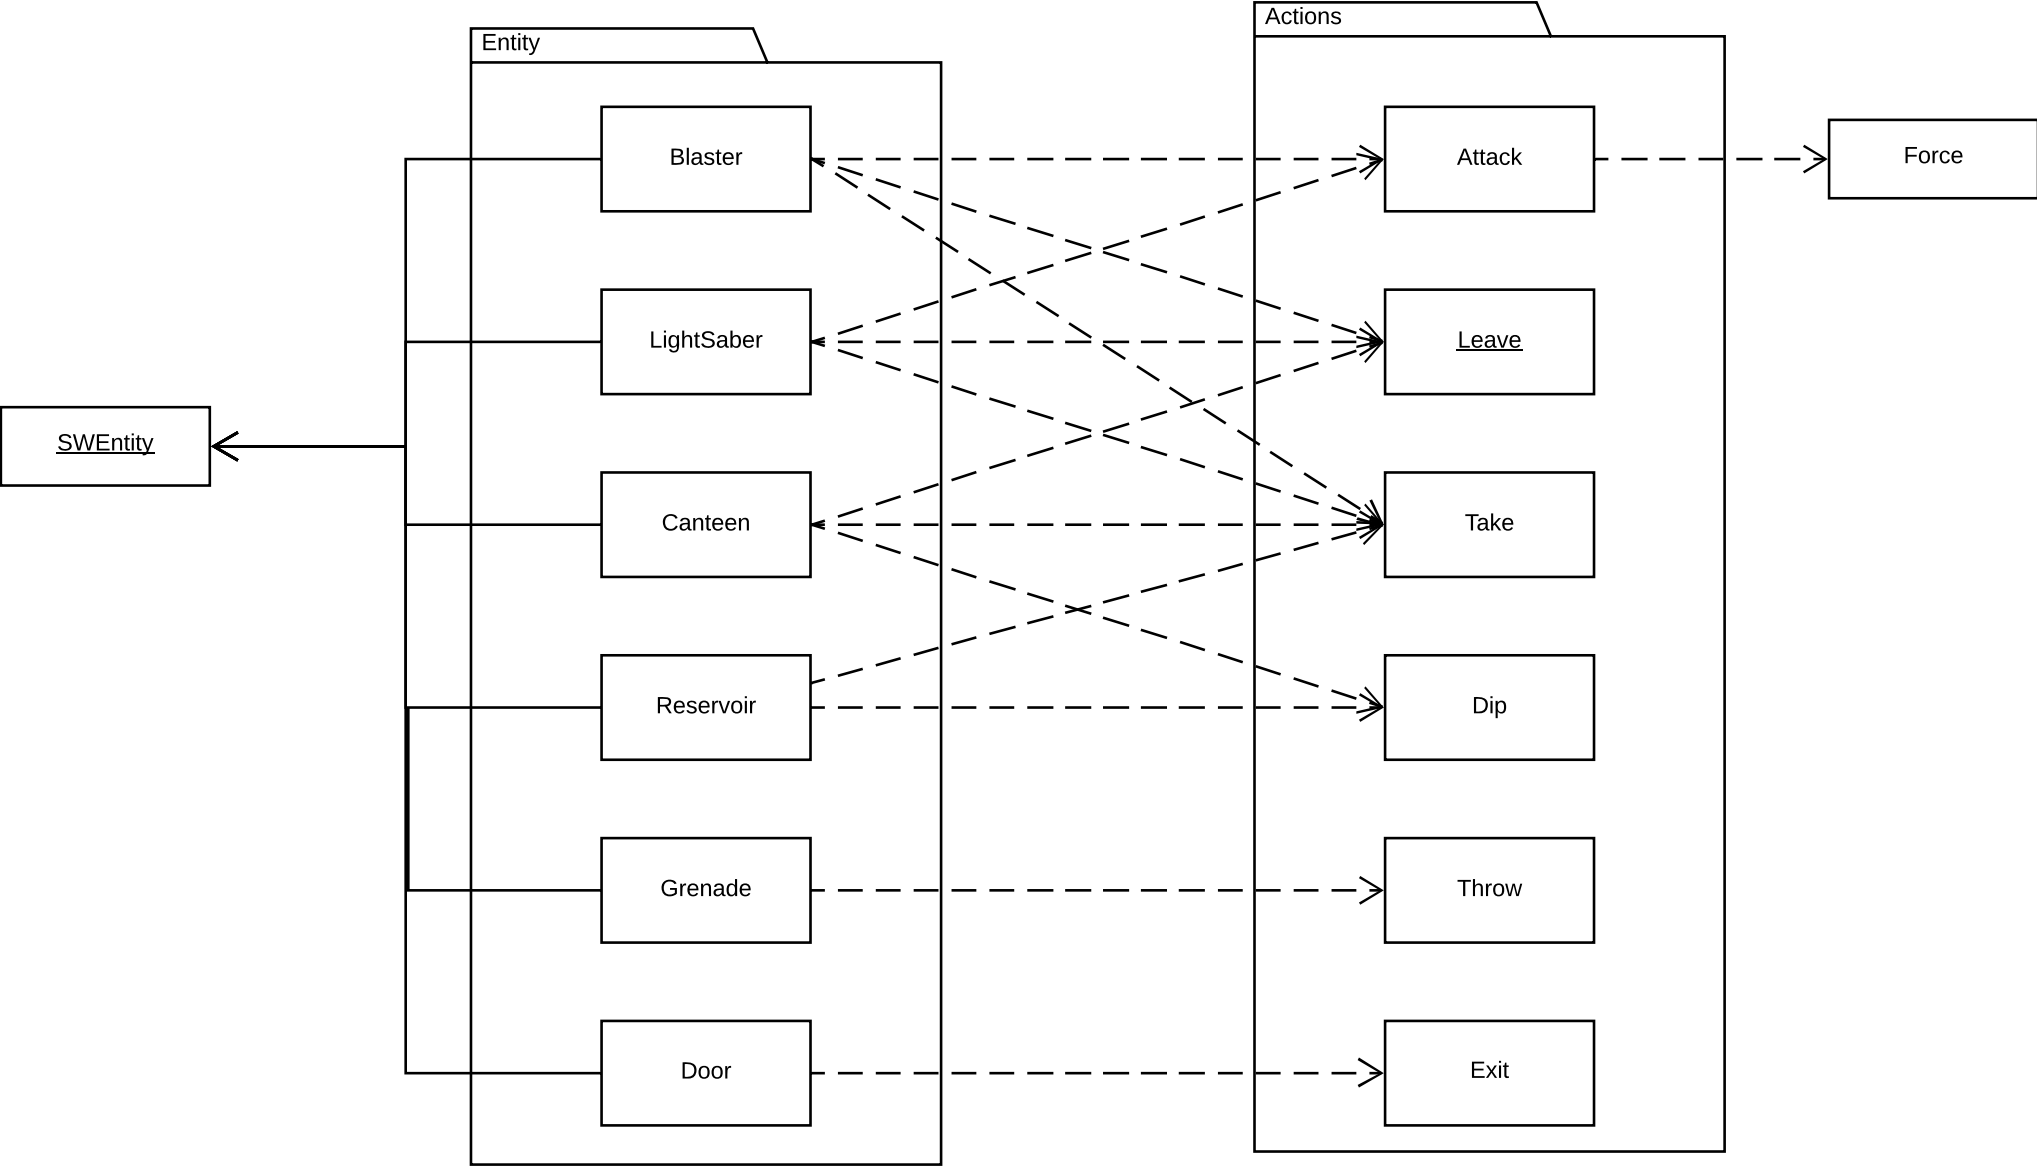 Actions
Entity
Blaster
Attack
Force
LightSaber
Leave
SWEntity
Canteen
Take
Reservoir
Dip
Grenade
Throw
Door
Exit